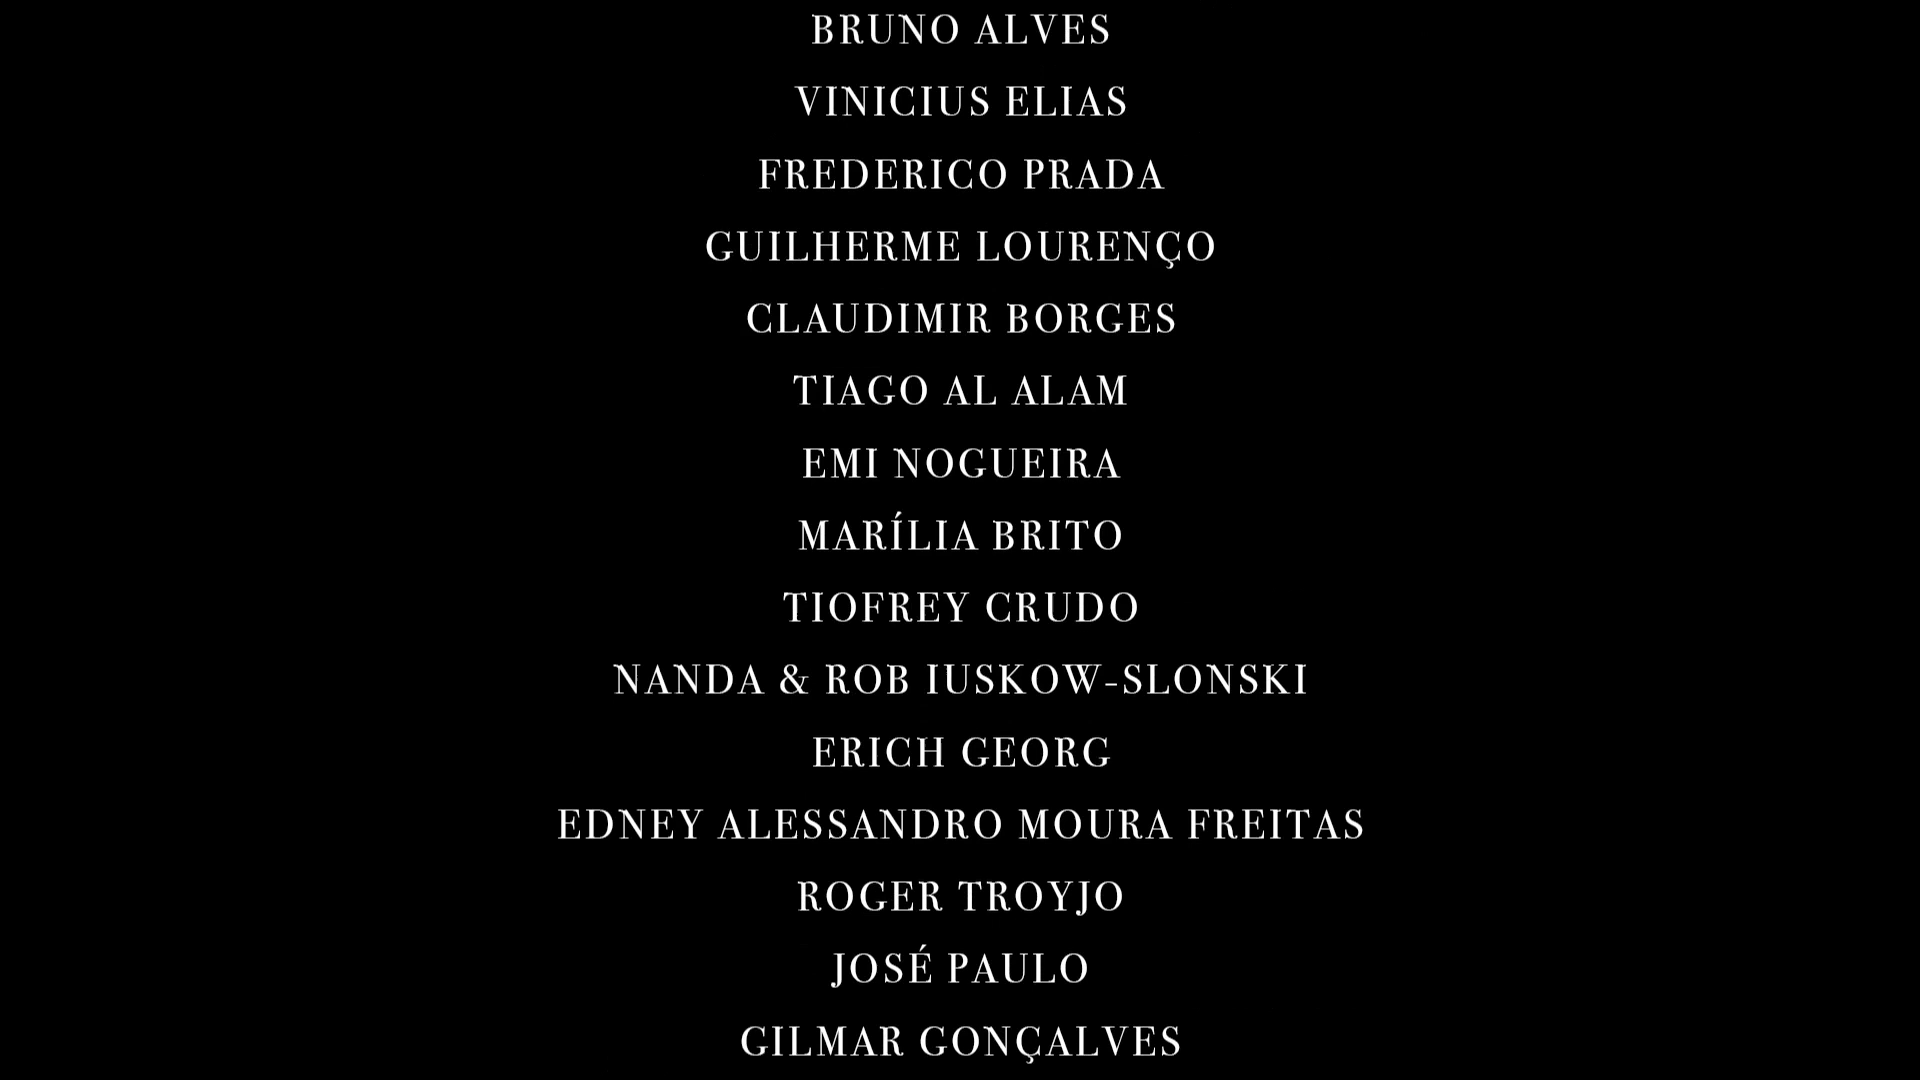 BRUNO ALVES
VINICIUS ELIAS
FREDERICO PRADA
GUILHERME LOURENÇO
CLAUDIMIR BORGES
TIAGO AL ALAM
EMI NOGUEIRA
MARÍLIA BRITO
TIOFREY CRUDO
NANDA & ROB IUSKOW-SLONSKI
ERICH GEORG
EDNEY ALESSANDRO MOURA FREITAS
ROGER TROYJO
JOSÉ PAULO
GILMAR GONÇALVES